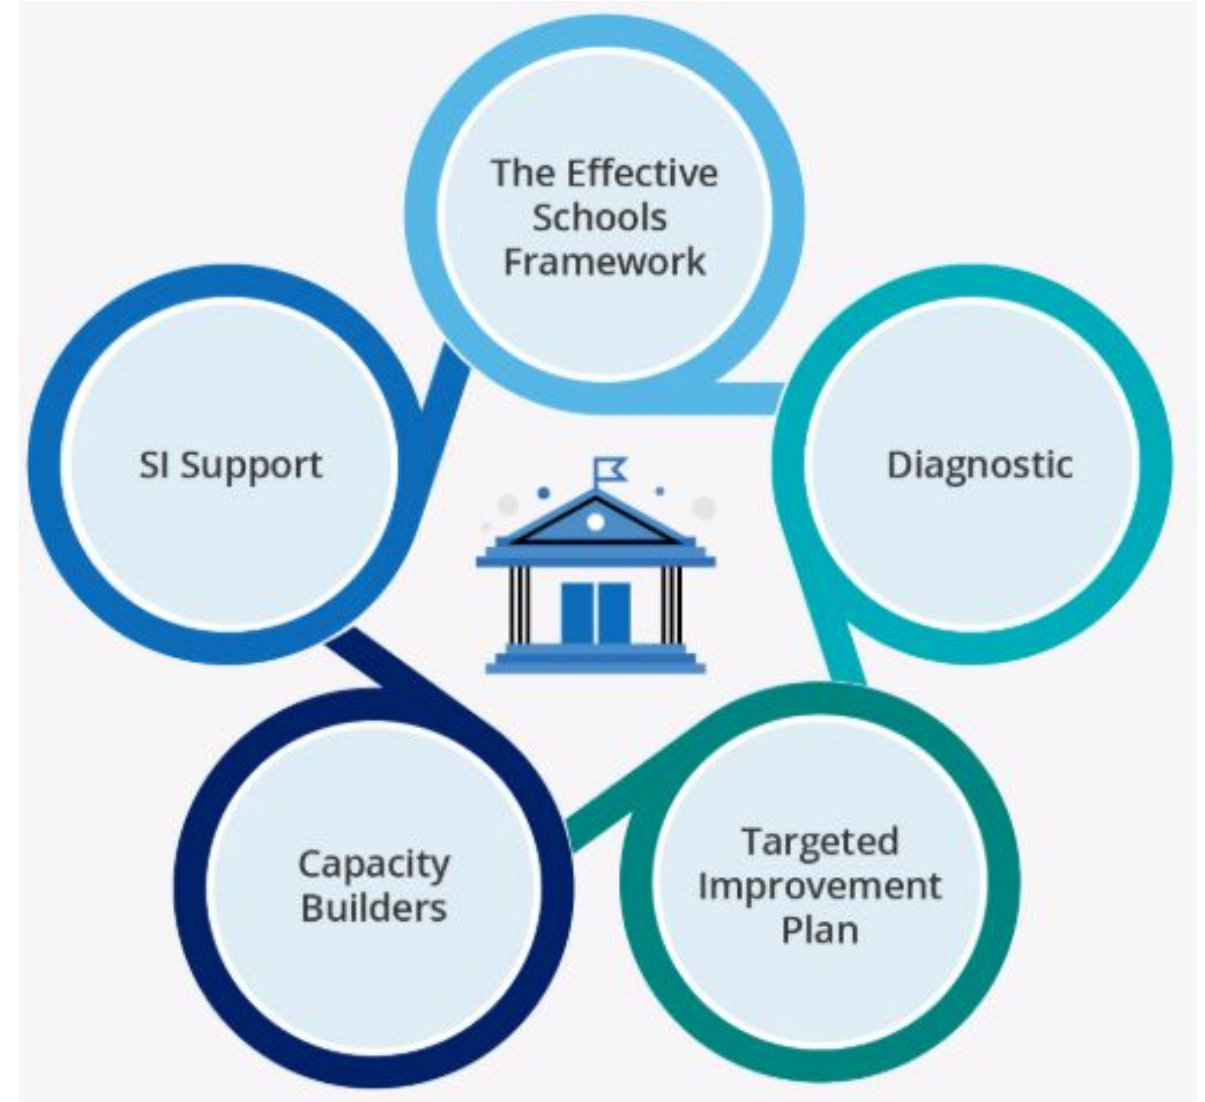 The Effective
Schools
Framework
Diagnostic
Targeted
Improvement
Plan
Capacity
Builders
SI Support